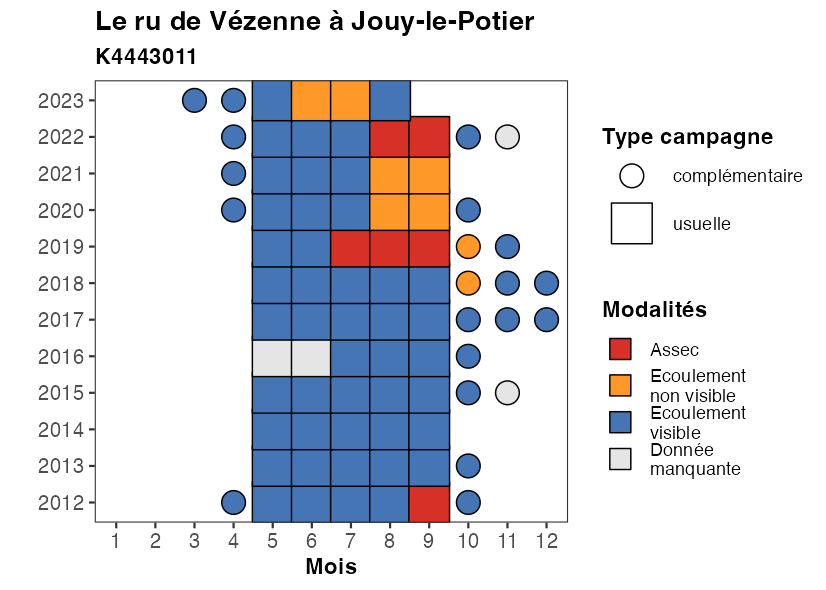 Le ru de Vézenne à Jouy-le-Potier
K4443011
2023
2022
2021
2020
2019
2018
2017
2016
2015
2014
2013
2012
1 2 3 4 5 6 7 8 9 10 11 12
Mois
Type campagne
complémentaire
usuelle
Modalités
Assec
Ecoulement
non visible
Ecoulement
visible
Donnée
manquante